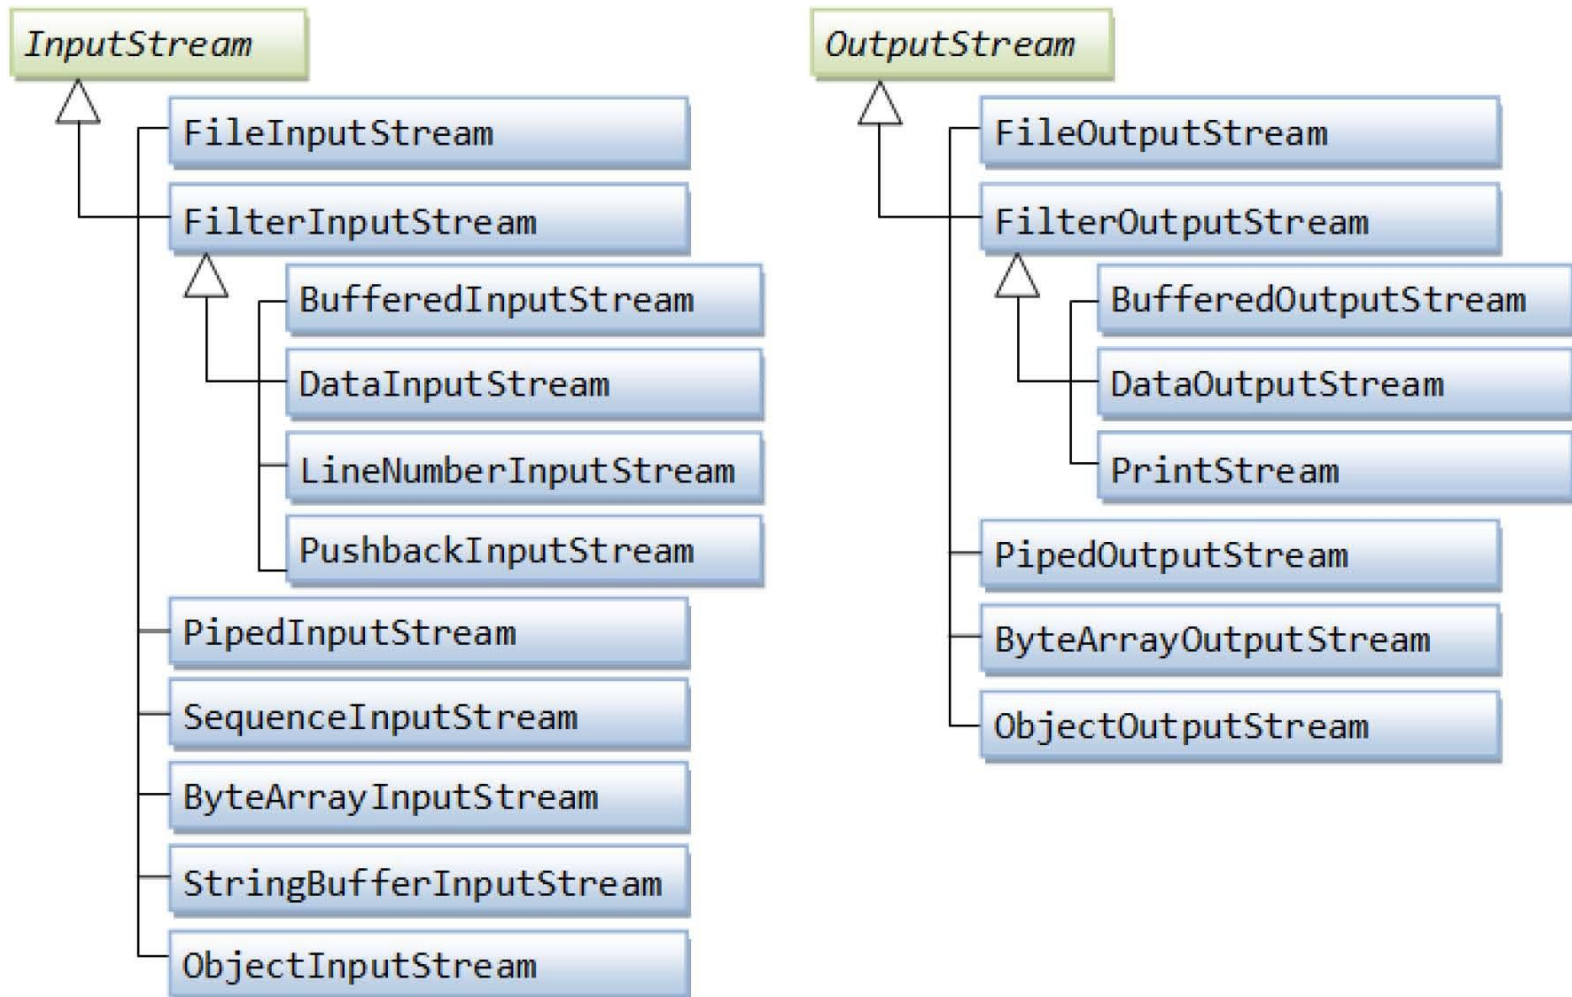 InputStream
FileInputStream
FilterInputStream
BufferedInputStream
DataInputStream
LineNumberInputStream
PushbackInputStream
PipedInputStream
SequenceInputStream
ByteArrayInputStream
StringBufferInputStream
ObjectInputStream
OutputStream
FileOutputStream
FilterOutputStream
BufferedOutputStream
DataOutputStream
PrintStream
PipedOutputStream
ByteArrayOutputStream
ObjectOutputStream